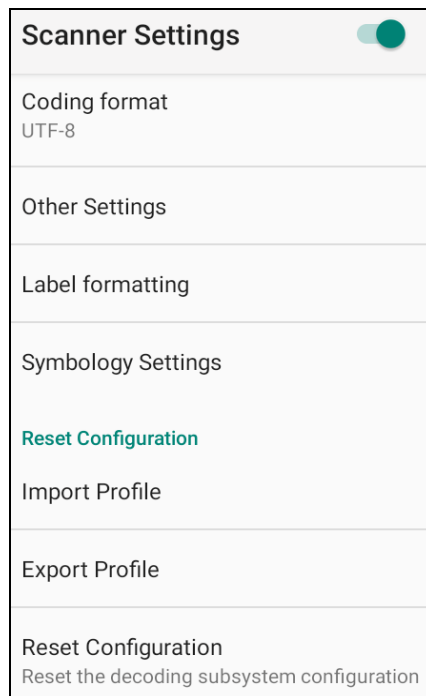 Scanner Settings
Coding format
UTF-8
Other Settings
Label formatting
Symbology Settings
Reset Configuration
Import Profile
Export Profile
Reset Configuration
Reset the decoding subsystem configuration